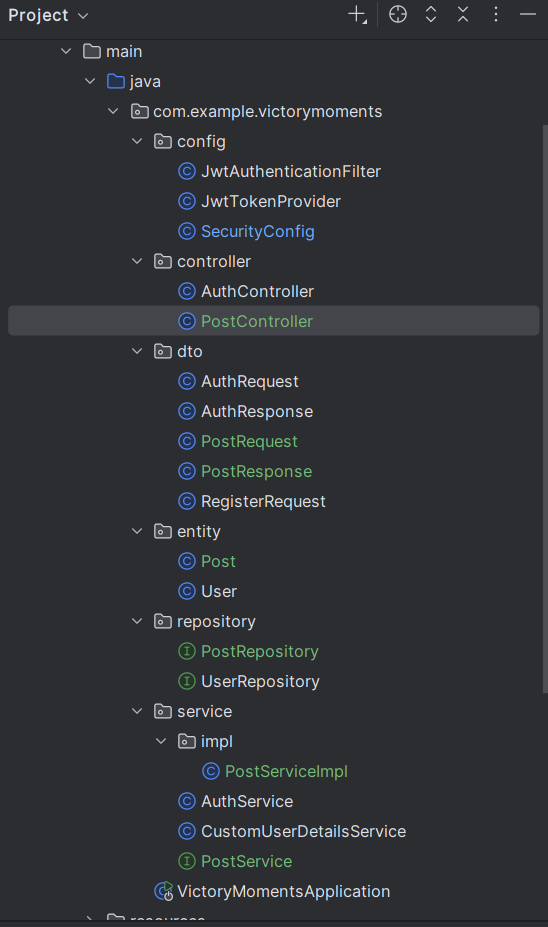 Project
main
java
com.example.victorymoments
config
JwtAuthenticationFilter
JwtTokenProvider
SecurityConfig
controller
AuthController
PostController
dto
AuthRequest
AuthResponse
PostRequest
PostResponse
RegisterRequest
entity
Post
User
repository
PostRepository
UserRepository
service
impl
PostServiceImpl
AuthService
CustomUserDetailsService
PostService
VictoryMomentsApplication
resources